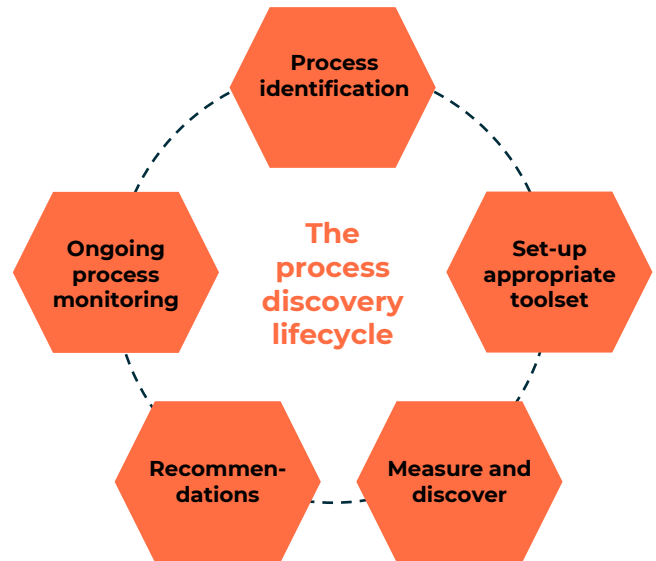 Process
identification
The
process
discovery
lifecycle
Set-up
appropriate
toolset
Measure and
discover
Recommen-
dations
Ongoing
process
monitoring